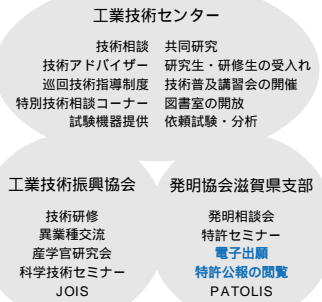 工業技術センター
技術相談 共同研究
技術アドバイザー 研究生・研修生の受入れ
巡回技術指導制度 技術普及講習会の開催
特別技術相談コーナー 図書室の開放
試験機器提供 依頼試験・分析
工業技術振興協会
技術研修
異業種交流
産学官研究会
科学技術セミナー
JOIS
発明協会滋賀県支部
発明相談会
特許セミナー
電子出願
特許公報の閲覧
PATOLIS